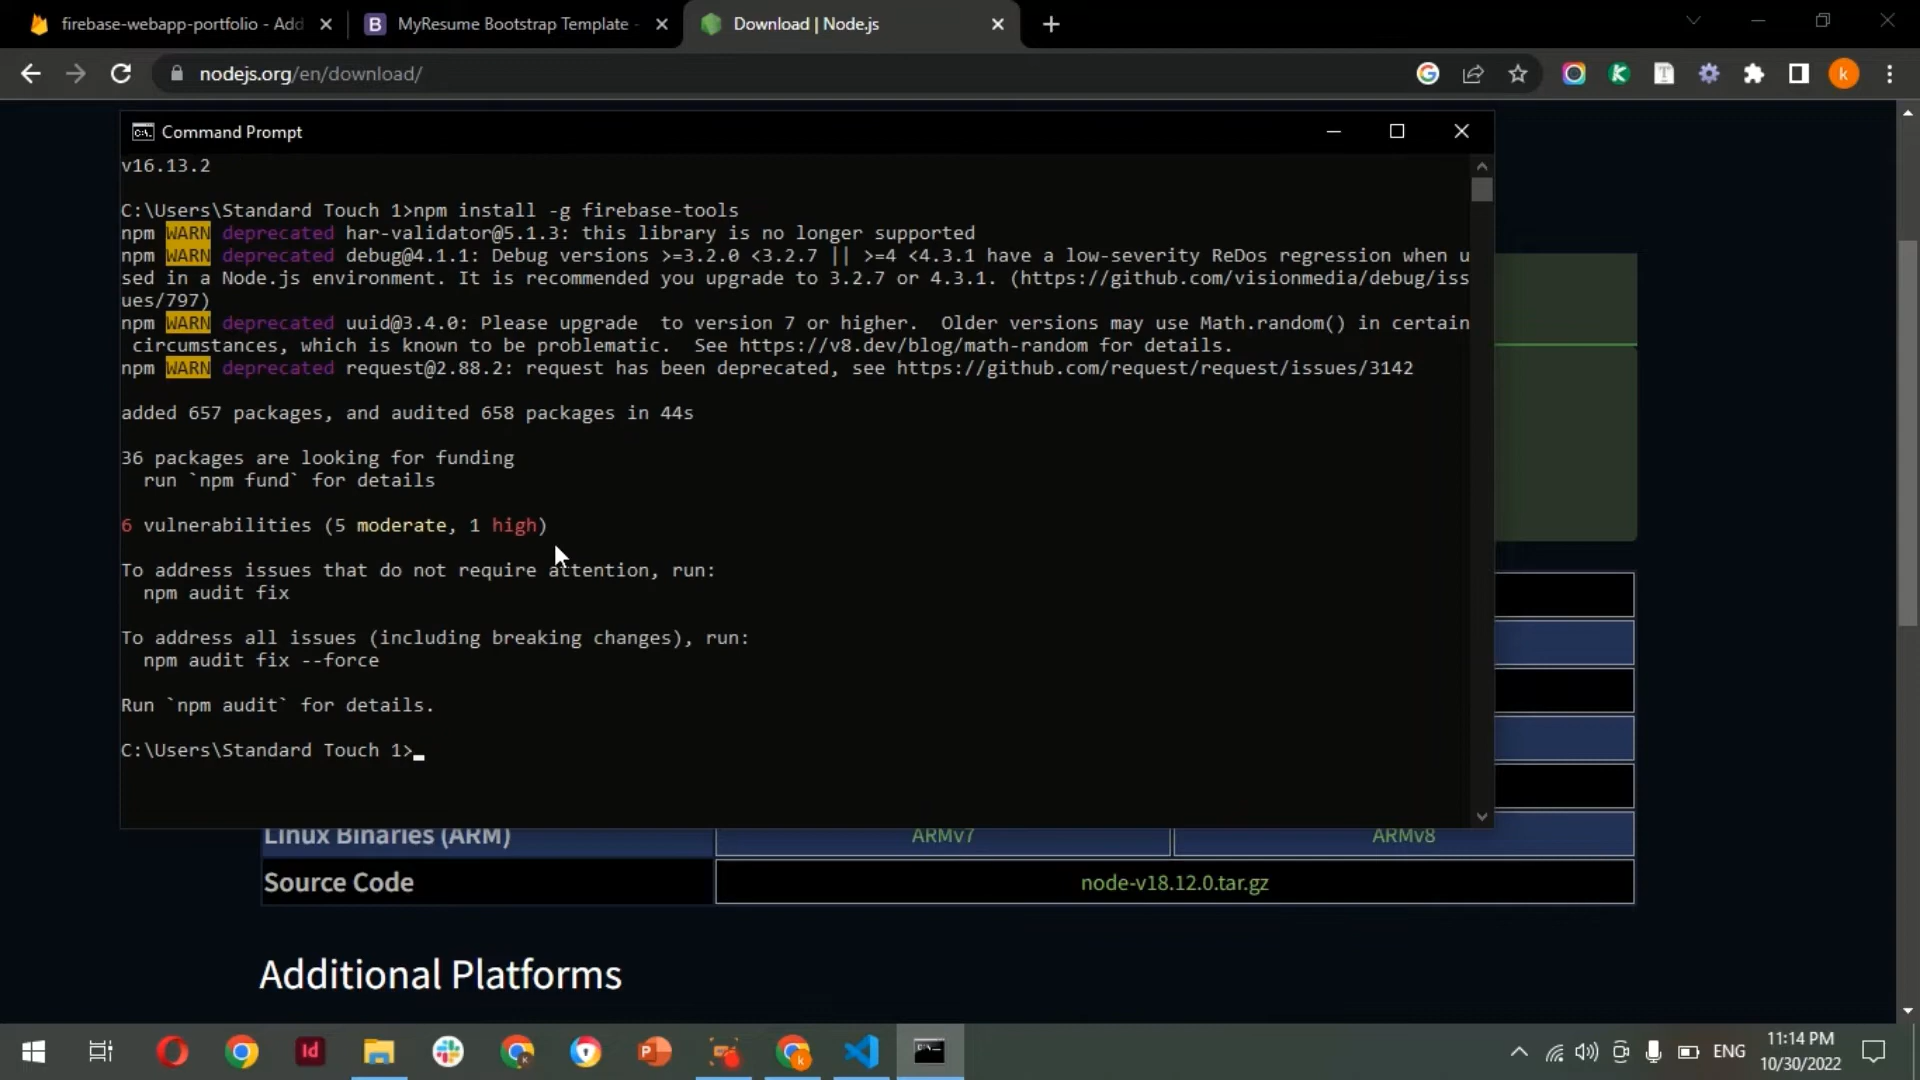 firebase-webapp-portfolio - Add
MyResume Bootstrap Template -
Download | Node.js
nodejs.org/en/download/
k
Command Prompt
v16.13.2
C:\Users\Standard Touch 1>npm install -g firebase-tools
npm WARN deprecated har-validator@5.1.3: this library is no longer supported
npm WARN deprecated debug@4.1.1: Debug versions >=3.2.0 <3.2.7 || >=4 <4.3.1 have a low-severity ReDos regression when u
sed in a Node.js environment. It is recommended you upgrade to 3.2.7 or 4.3.1. (https://github.com/visionmedia/debug/iss
ues/797)
npm WARN deprecated uuid@3.4.0: Please upgrade  to version 7 or higher.  Older versions may use Math.random() in certain
 circumstances, which is known to be problematic.  See https://v8.dev/blog/math-random for details.
npm WARN deprecated request@2.88.2: request has been deprecated, see https://github.com/request/request/issues/3142
added 657 packages, and audited 658 packages in 44s
36 packages are looking for funding
  run `npm fund` for details
6 vulnerabilities (5 moderate, 1 high)
To address issues that do not require attention, run:
  npm audit fix
To address all issues (including breaking changes), run:
  npm audit fix --force
Run `npm audit` for details.
C:\Users\Standard Touch 1>
Linux Binaries (ARM)
ARMv7
ARMv8
Source Code
node-v18.12.0.tar.gz
Additional Platforms
ENG
11:14 PM
10/30/2022